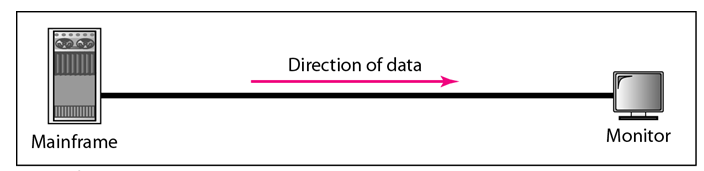 Direction of data
Mainframe
Monitor